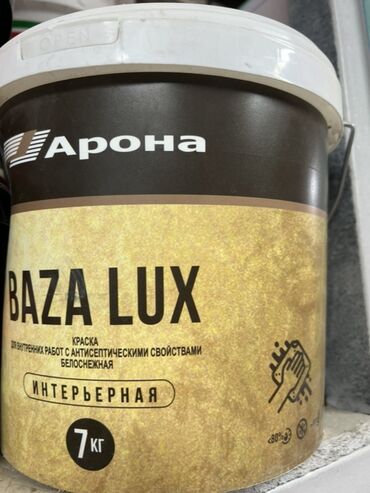 OPEN
Арона
BAZA LUX
КРАСКА
ДЛЯ ВНУТРЕННИХ РАБОТ С АНТИСЕПТИЧЕСКИМИ СВОЙСТВАМИ
БЕЛОСНЕЖНАЯ
ИНТЕРЬЕРНАЯ
7 КГ